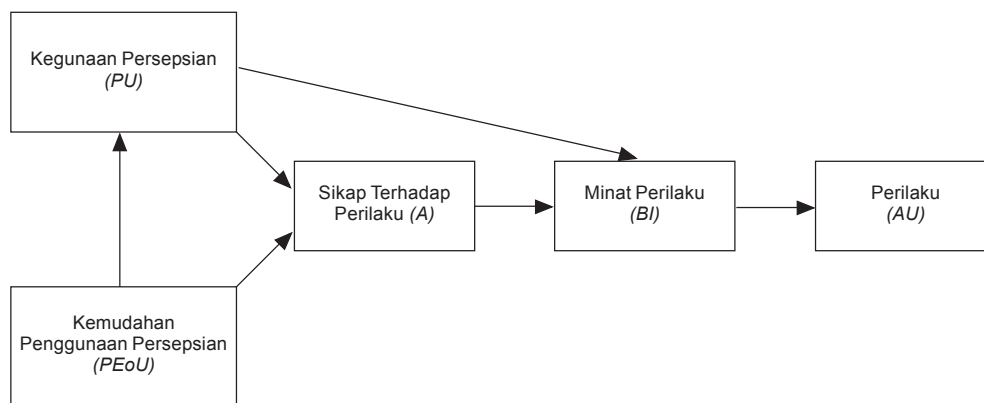 Kegunaan Persepsian
(PU)
Sikap Terhadap
Perilaku (A)
Minat Perilaku
(BI)
Perilaku
(AU)
Kemudahan
Penggunaan Persepsian
(PEoU)